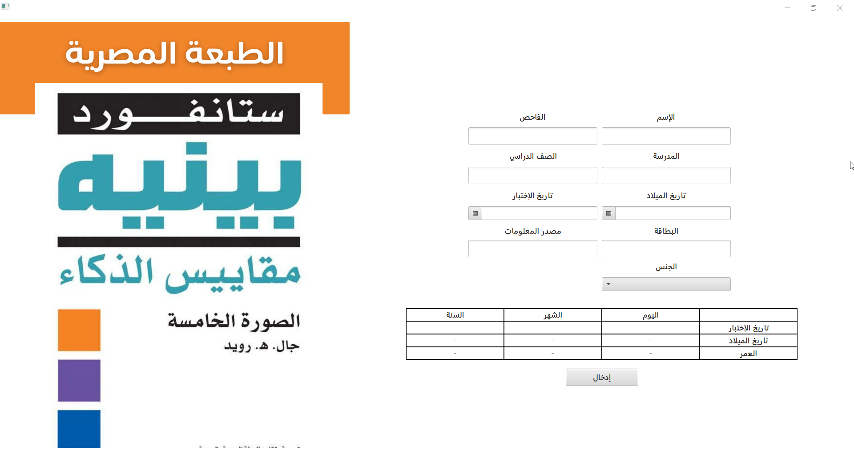 الطبعة المصرية
ستانفورد
بينيه
مقاييس الذكاء
الصورة الخامسة
جال. ه. رويد
الإسم الفاحص
المدرسة الصف الدراسي
تاريخ الميلاد تاريخ الإختبار
البطاقة مصدر المعلومات
الجنس
اليوم الشهر السنة
تاريخ الاختبار
تاريخ الميلاد - - -
العمر - - -
إدخال